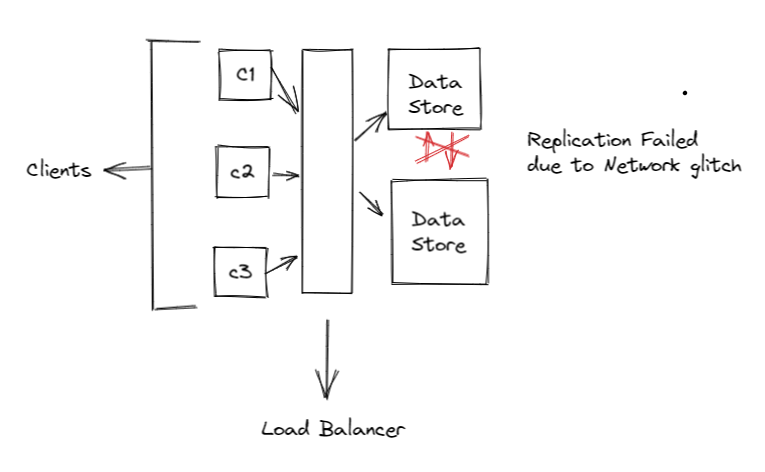 C1
Data
Store
Replication Failed
due to Network glitch
Clients
c2
Data
Store
c3
Load Balancer